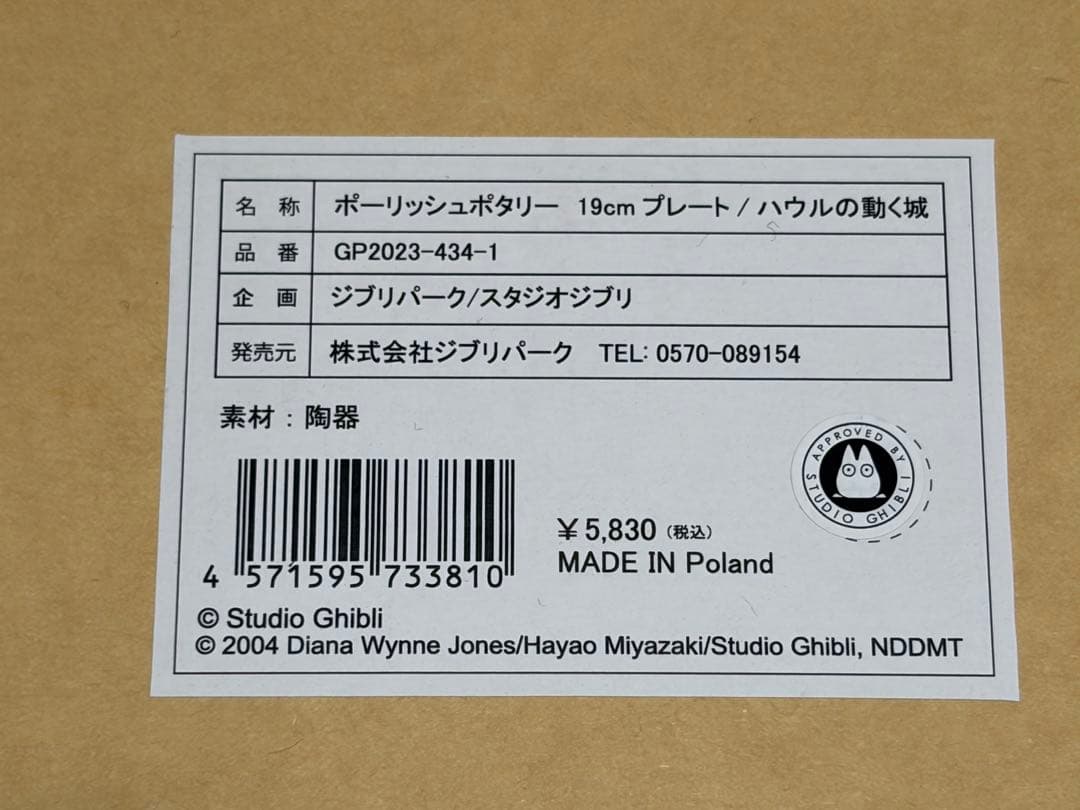 名 称 ポーリッシュポタリー 19cm プレート / ハウルの動く城
品 番 GP2023-434-1
企 画 ジブリパーク/スタジオジブリ
発売元 株式会社ジブリパーク TEL: 0570-089154
素材 : 陶器
APPROVED BY STUDIO GHIBLI
¥5,830 (税込)
MADE IN Poland
4 571595 733810
© Studio Ghibli
© 2004 Diana Wynne Jones/Hayao Miyazaki/Studio Ghibli, NDDMT